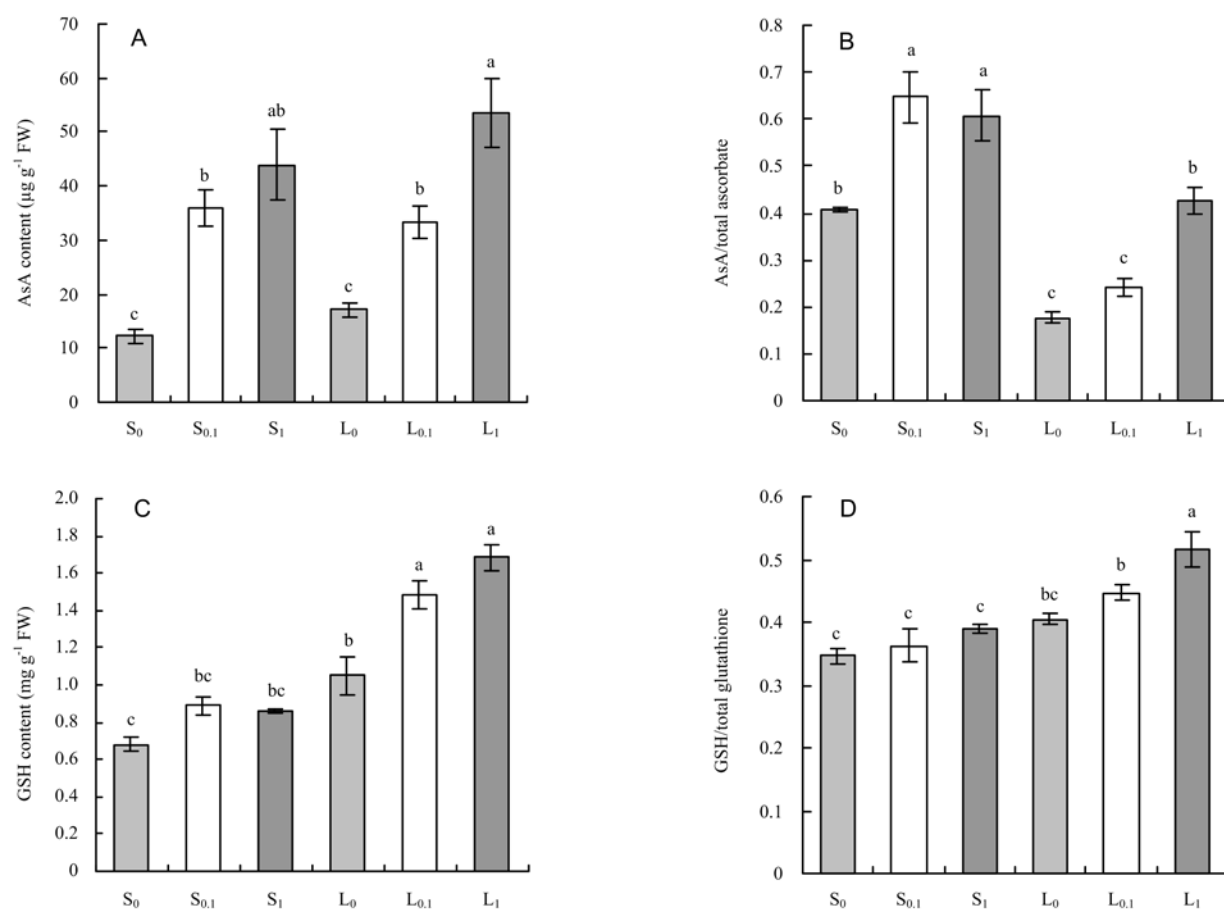 A
AsA content (µg g⁻¹ FW)
70
60
50
40
30
20
10
0
c
b
ab
c
b
a
S₀ S₀.₁ S₁ L₀ L₀.₁ L₁
B
AsA/total ascorbate
0.8
0.7
0.6
0.5
0.4
0.3
0.2
0.1
0
b
a
a
c
c
b
S₀ S₀.₁ S₁ L₀ L₀.₁ L₁
C
GSH content (mg g⁻¹ FW)
2.0
1.8
1.6
1.4
1.2
1.0
0.8
0.6
0.4
0.2
0
c
bc
bc
b
a
a
S₀ S₀.₁ S₁ L₀ L₀.₁ L₁
D
GSH/total glutathione
0.6
0.5
0.4
0.3
0.2
0.1
0
c
c
c
bc
b
a
S₀ S₀.₁ S₁ L₀ L₀.₁ L₁